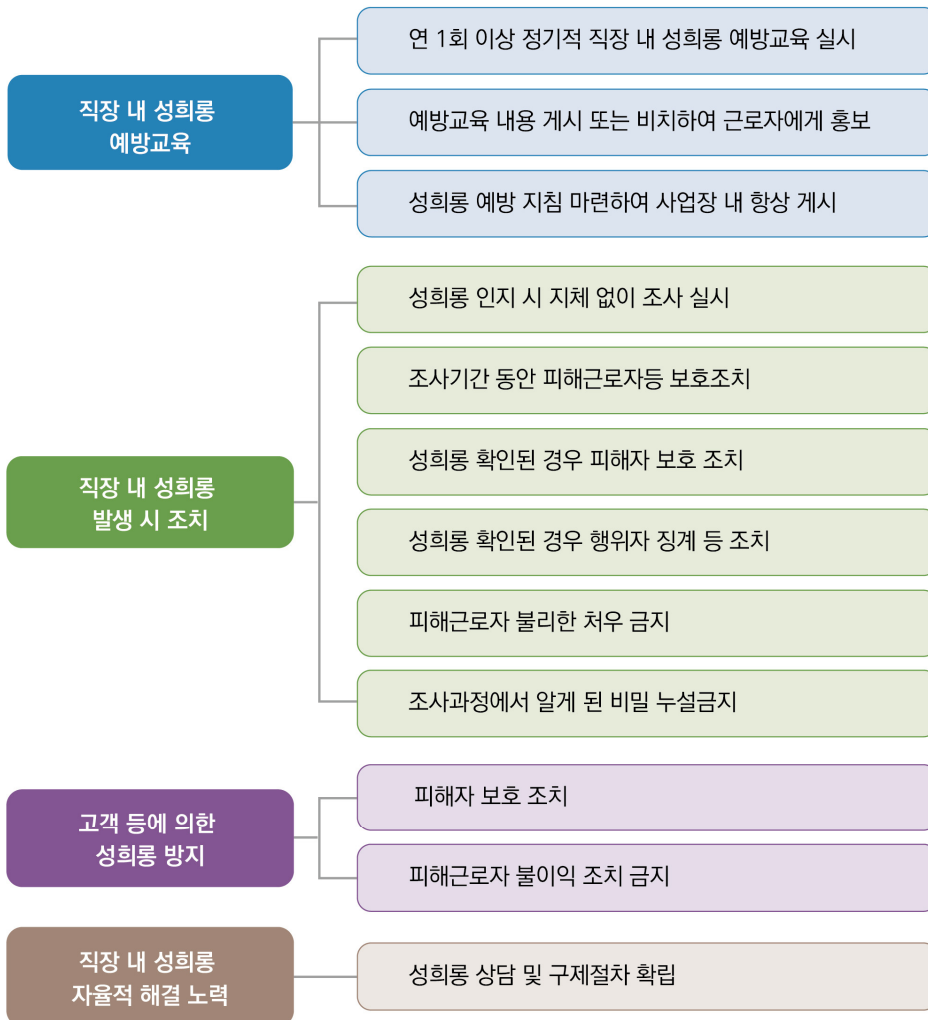 직장 내 성희롱
예방교육
연 1회 이상 정기적 직장 내 성희롱 예방교육 실시
예방교육 내용 게시 또는 비치하여 근로자에게 홍보
성희롱 예방 지침 마련하여 사업장 내 항상 게시
직장 내 성희롱
발생 시 조치
성희롱 인지 시 지체 없이 조사 실시
조사기간 동안 피해근로자등 보호조치
성희롱 확인된 경우 피해자 보호 조치
성희롱 확인된 경우 행위자 징계 등 조치
피해근로자 불리한 처우 금지
조사과정에서 알게 된 비밀 누설금지
고객 등에 의한
성희롱 방지
피해자 보호 조치
피해근로자 불이익 조치 금지
직장 내 성희롱
자율적 해결 노력
성희롱 상담 및 구제절차 확립